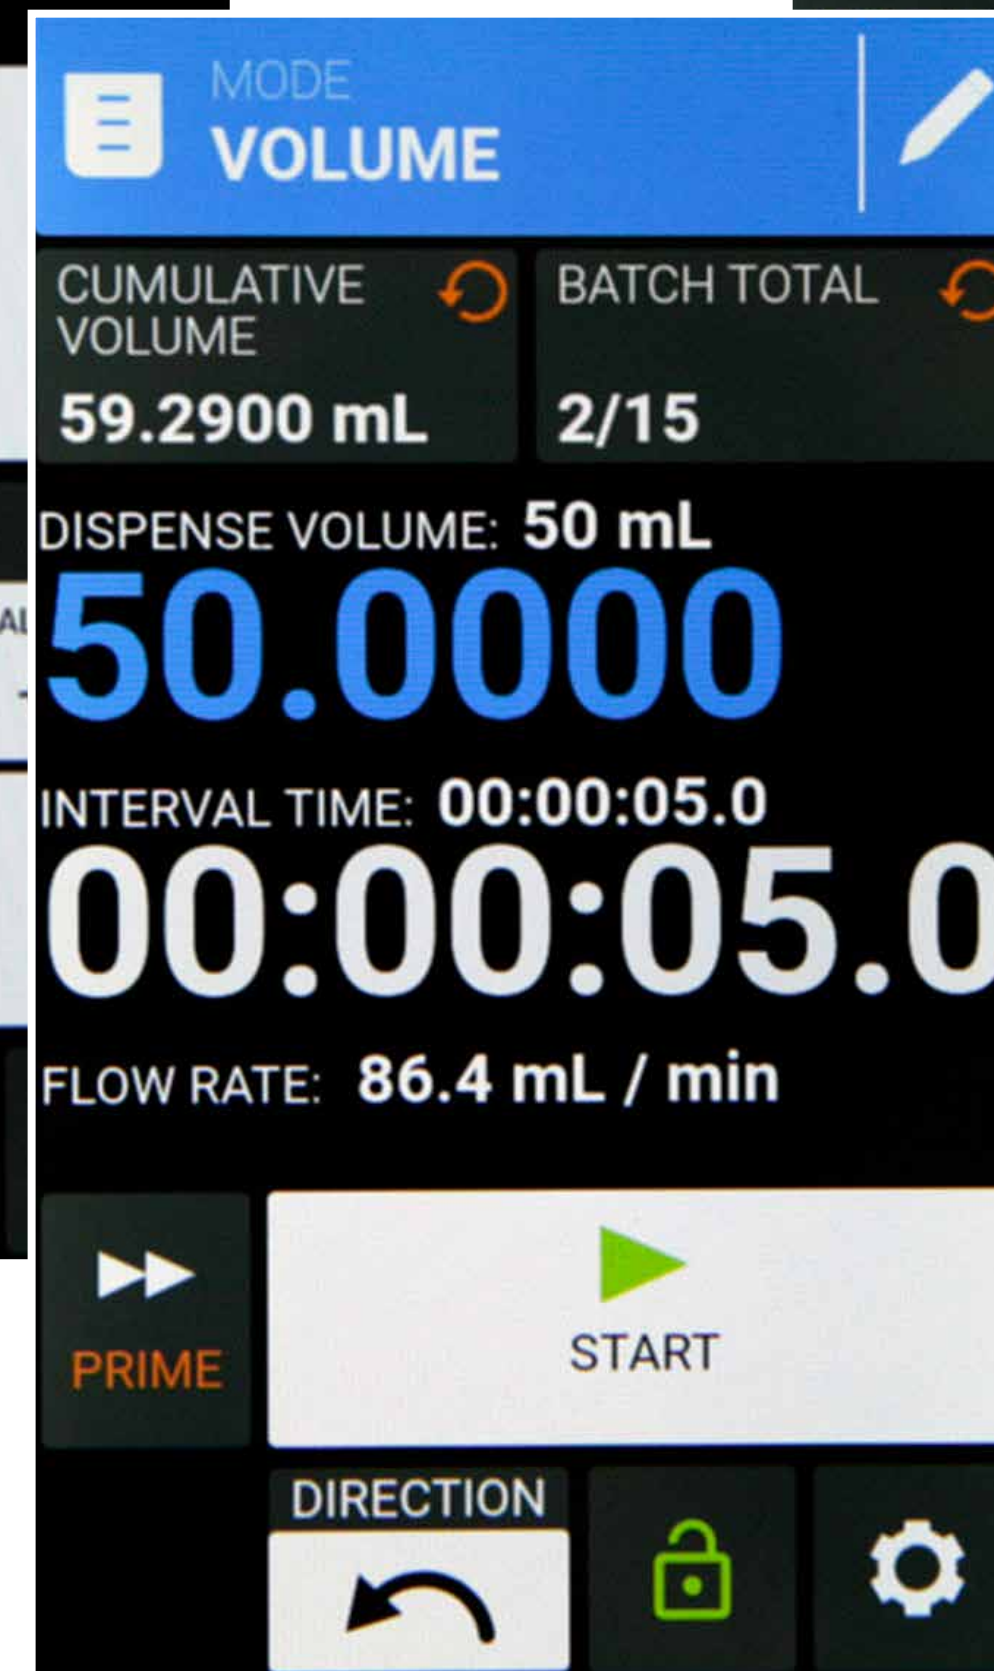 MODE
VOLUME
CUMULATIVE
VOLUME
59.2900 mL
BATCH TOTAL
2/15
DISPENSE VOLUME: 50 mL
50.0000
INTERVAL TIME: 00:00:05.0
00:00:05.0
FLOW RATE: 86.4 mL / min
PRIME
START
DIRECTION